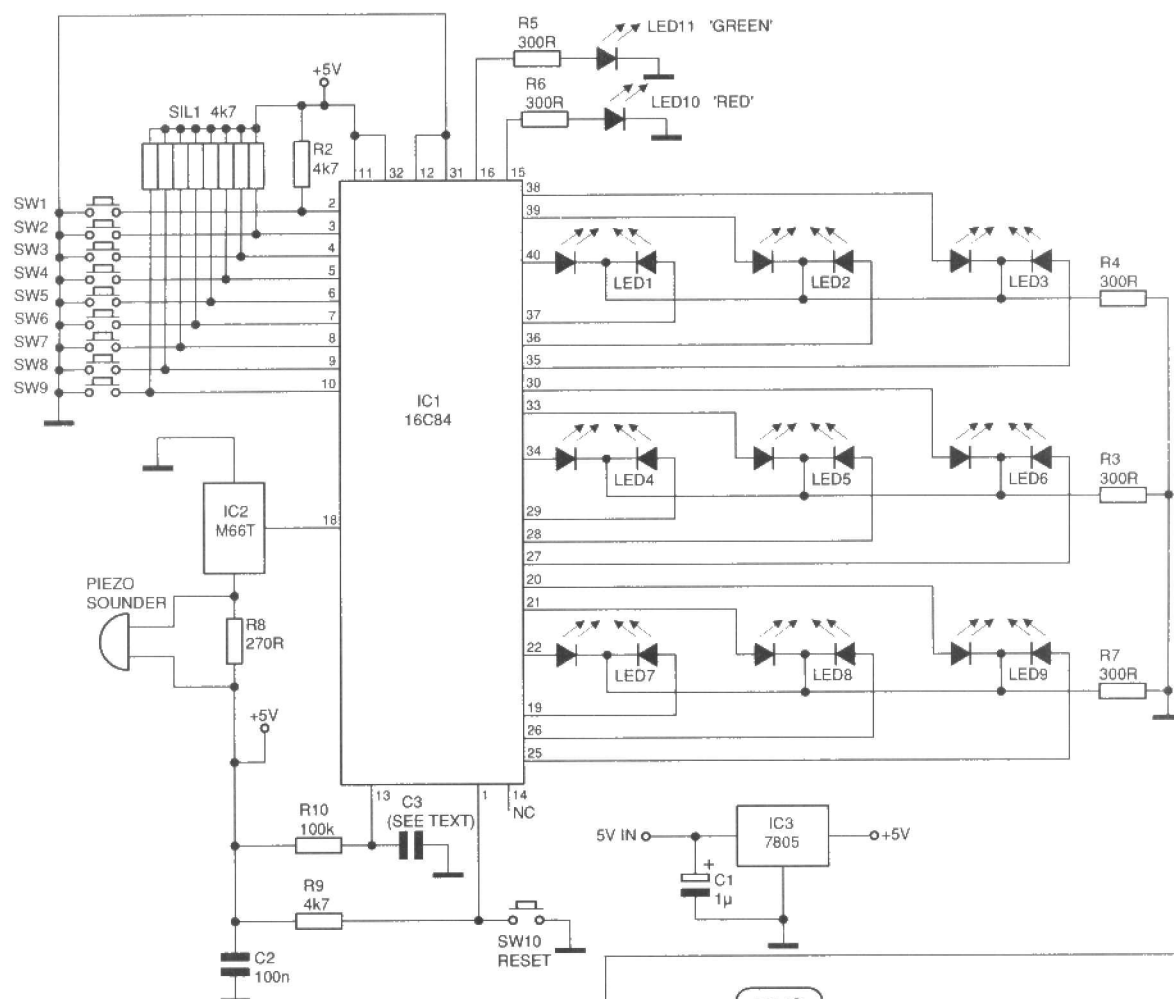 R5
300R
LED11 'GREEN'
+5V
R6
300R
LED10 'RED'
SIL1 4k7
R2
4k7
11
32
12
31
16
15
SW1
2
SW2
3
SW3
4
SW4
5
SW5
6
SW6
7
SW7
8
SW8
9
SW9
10
38
39
40
LED1
LED2
LED3
R4
300R
37
36
35
IC1
16C84
30
33
34
LED4
LED5
LED6
R3
300R
29
28
27
IC2
M66T
18
PIEZO
SOUNDER
R8
270R
20
21
22
LED7
LED8
LED9
R7
300R
19
26
25
+5V
13
1
14
NC
R10
100k
C3
(SEE TEXT)
R9
4k7
SW10
RESET
C2
100n
5V IN
IC3
7805
+5V
+
C1
1µ